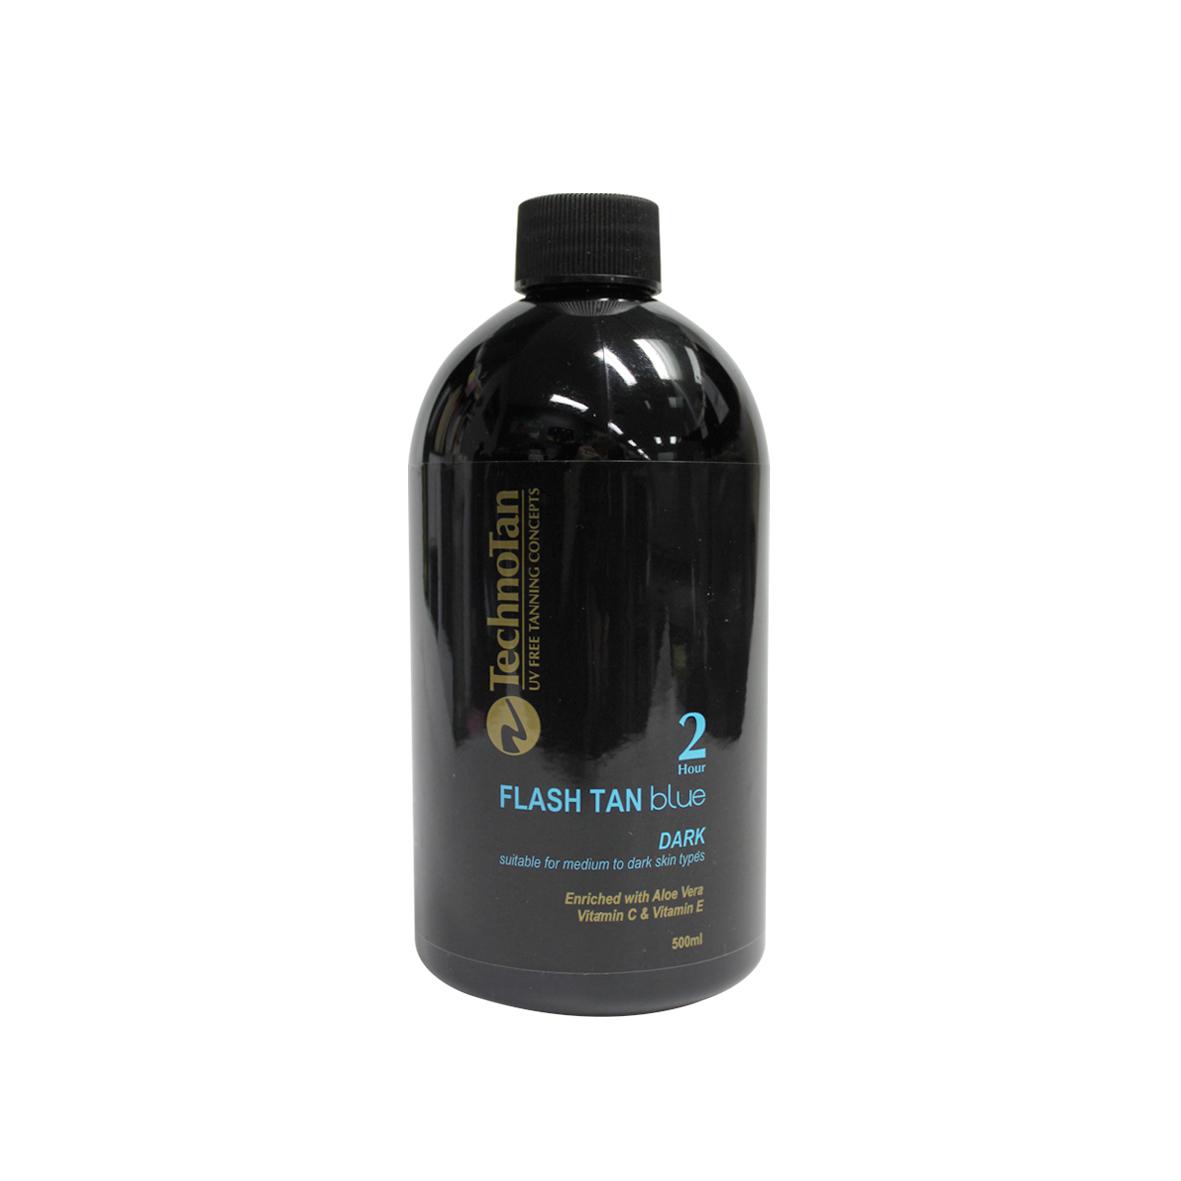 TechnoTan
UV FREE TANNING CONCEPTS
2
Hour
FLASH TAN blue
DARK
suitable for medium to dark skin types
Enriched with Aloe Vera
Vitamin C & Vitamin E
500ml